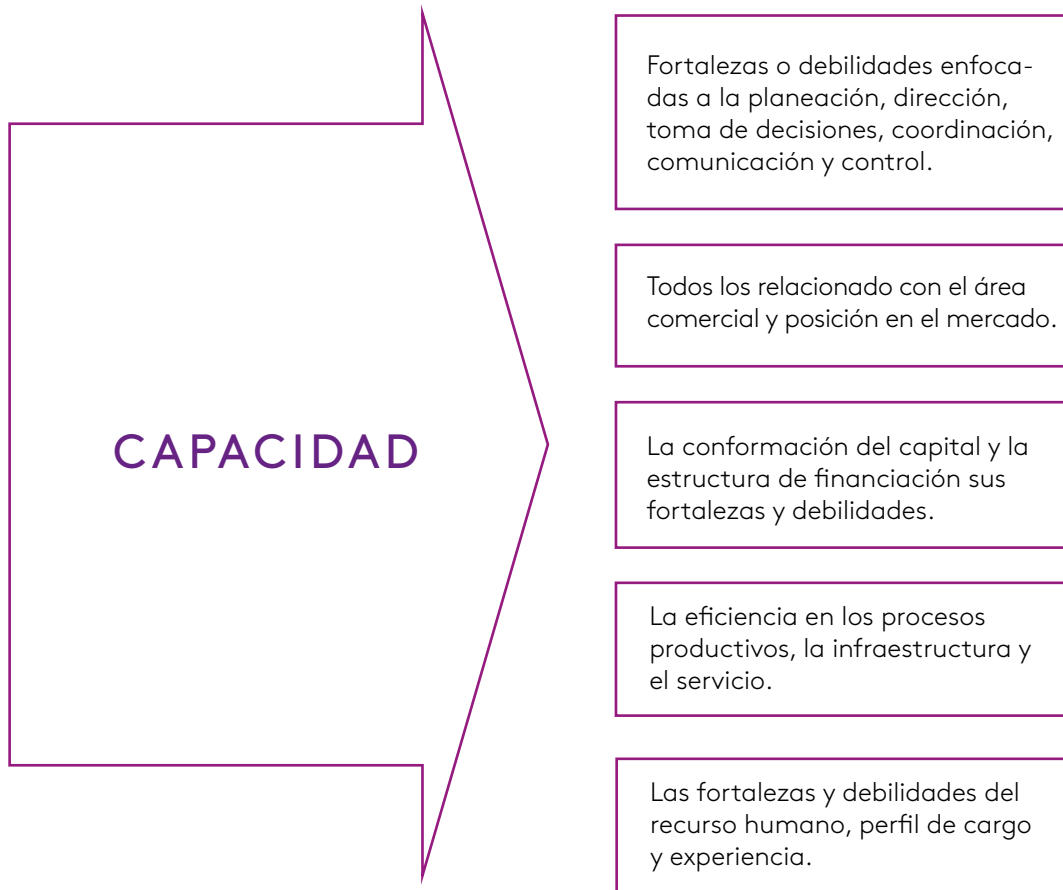 Fortalezas o debilidades enfoca-
das a la planeación, dirección,
toma de decisiones, coordinación,
comunicación y control.
Todos los relacionado con el área
comercial y posición en el mercado.
CAPACIDAD
La conformación del capital y la
estructura de financiación sus
fortalezas y debilidades.
La eficiencia en los procesos
productivos, la infraestructura y
el servicio.
Las fortalezas y debilidades del
recurso humano, perfil de cargo
y experiencia.